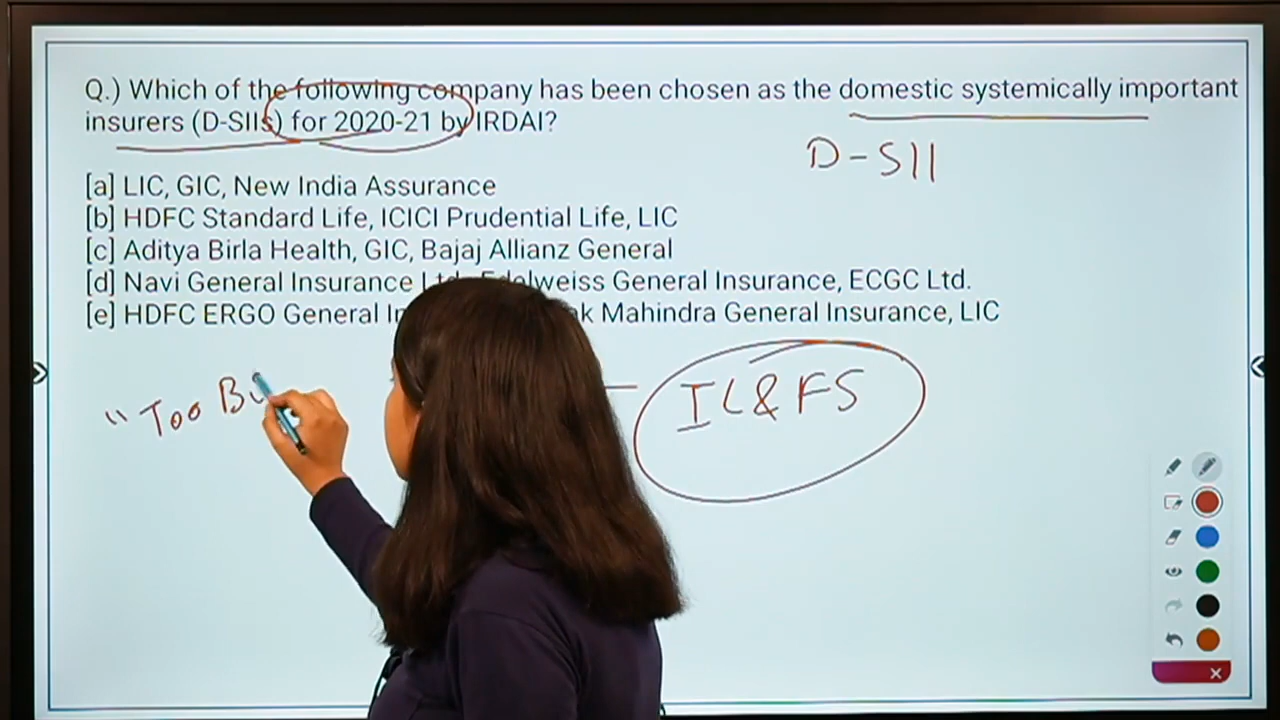 Q.) Which of the following company has been chosen as the domestic systemically important
insurers (D-SIIs) for 2020-21 by IRDAI?
D-SII
[a] LIC, GIC, New India Assurance
[b] HDFC Standard Life, ICICI Prudential Life, LIC
[c] Aditya Birla Health, GIC, Bajaj Allianz General
[d] Navi General Insurance Ltd, Edelweiss General Insurance, ECGC Ltd.
[e] HDFC ERGO General Mahindra General Insurance, LIC
IL&FS
"Too